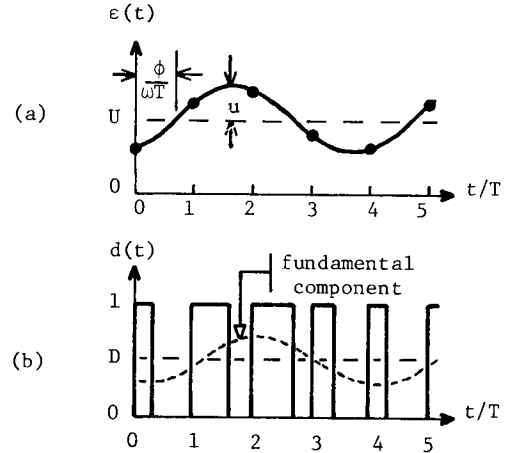 ε(t)
ϕ
ωT
(a)
U
u
0
0 1 2 3 4 5
t/T
d(t)
fundamental
component
1
(b)
D
0
t/T
0 1 2 3 4 5